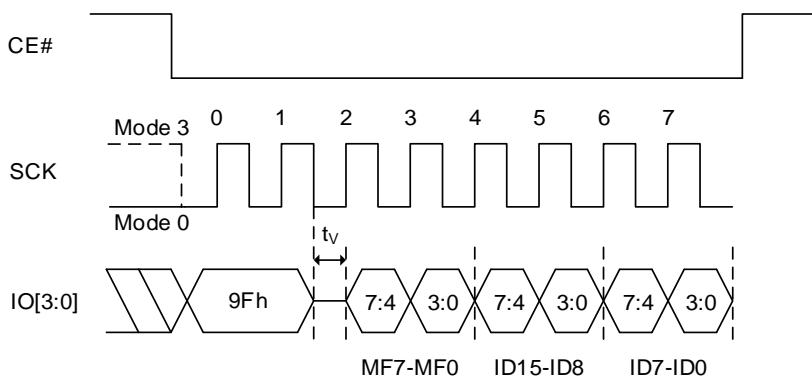 CE#
Mode 3
0 1 2 3 4 5 6 7
SCK
Mode 0
tV
IO[3:0]
9Fh
7:4 3:0 7:4 3:0 7:4 3:0
MF7-MF0 ID15-ID8 ID7-ID0